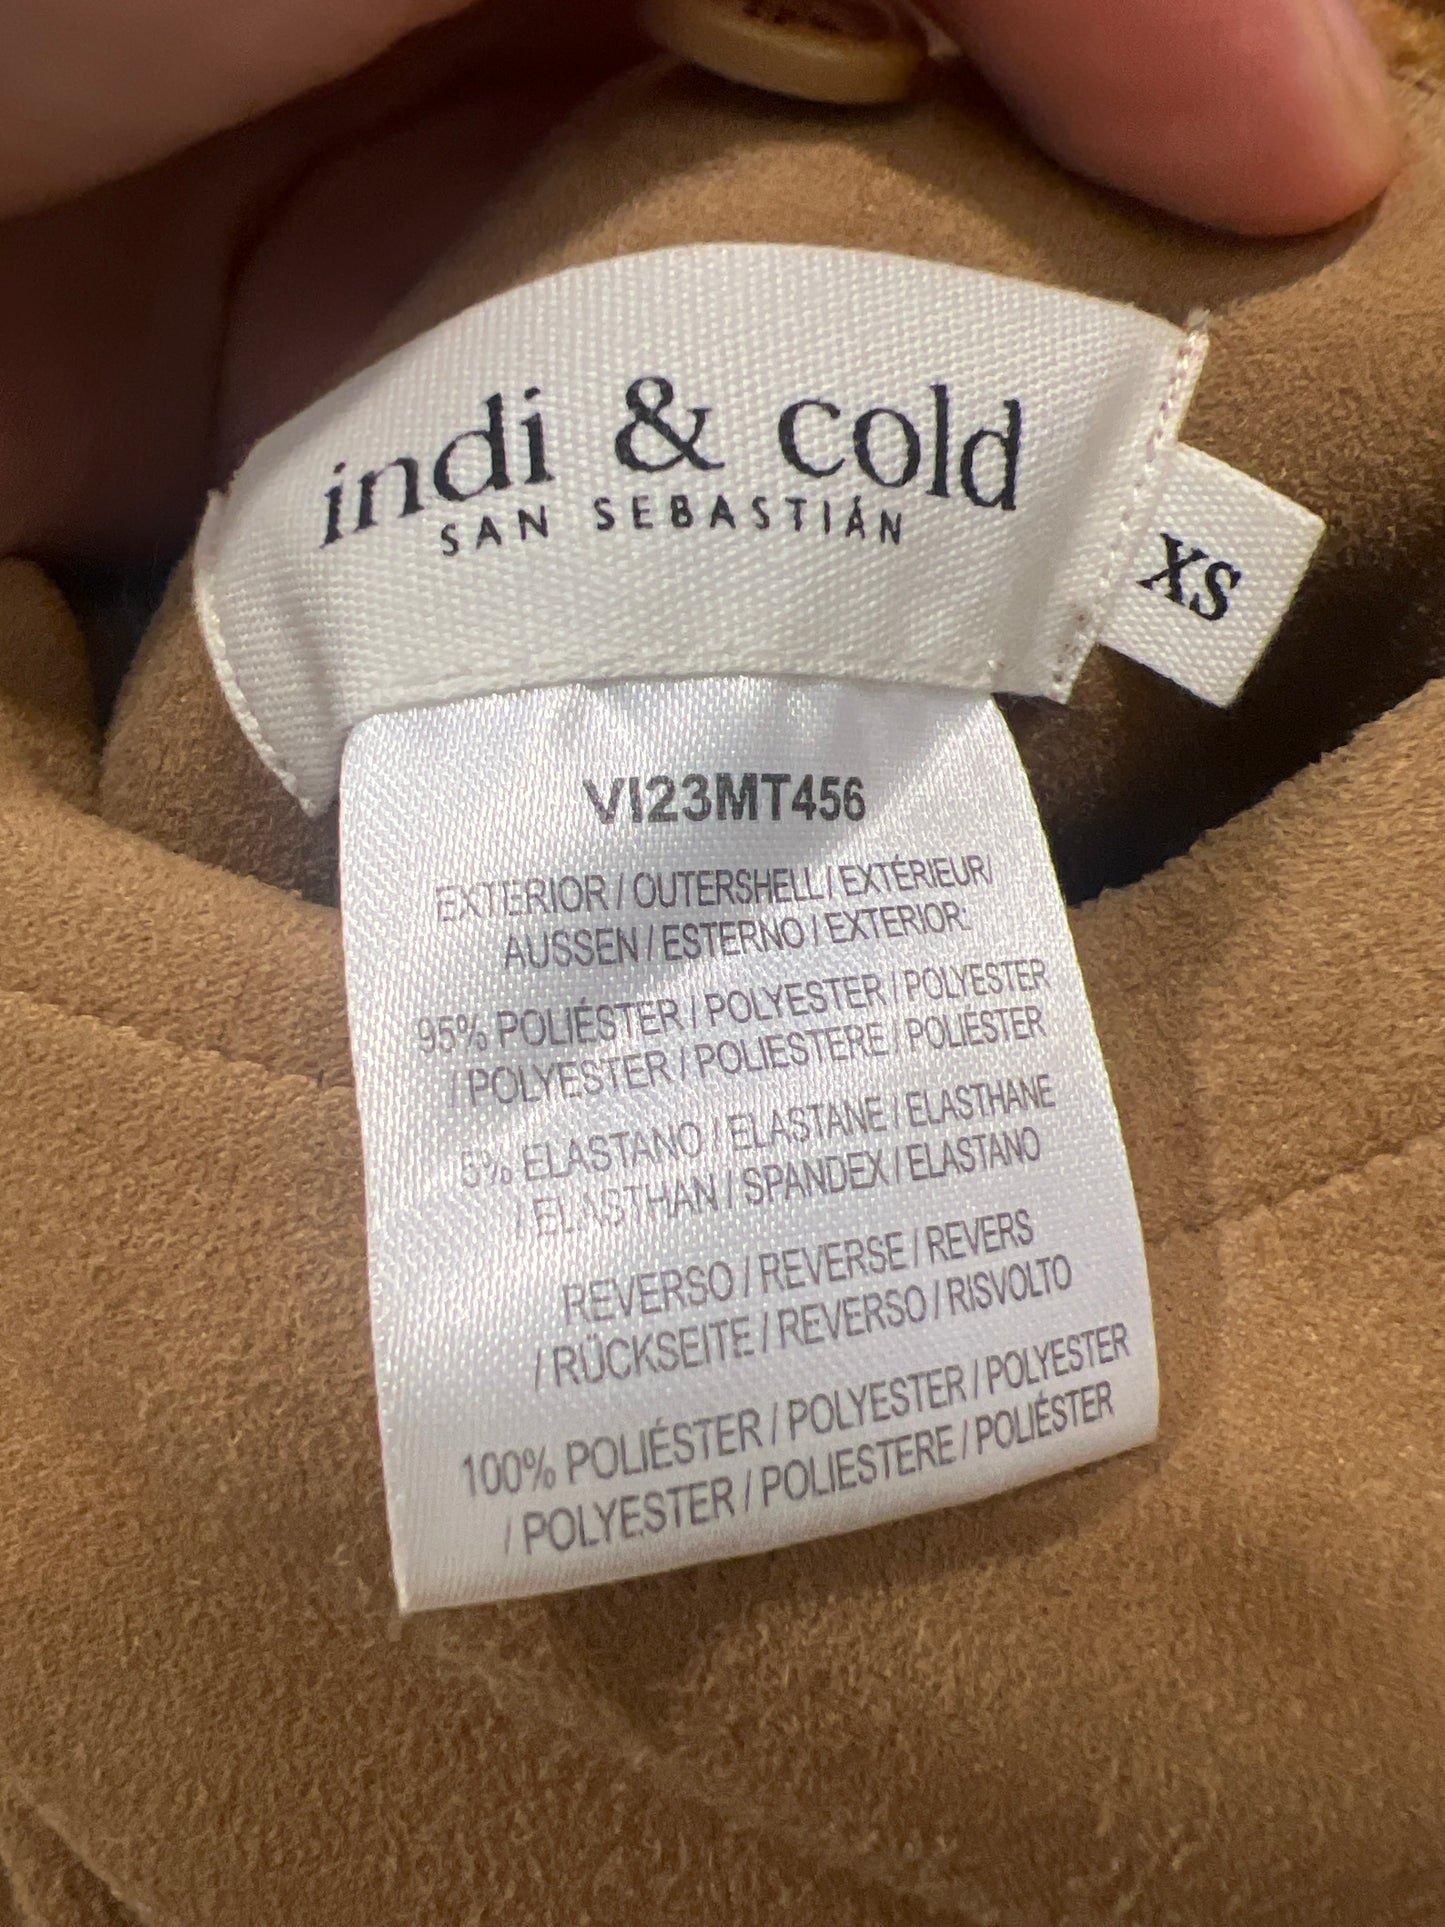 indi & cold
SAN SEBASTIÁN
XS
VI23MT456
EXTERIOR / OUTERSHELL / EXTÉRIEUR/
AUSSEN / ESTERNO / EXTERIOR:
95% POLIÉSTER / POLYESTER / POLYESTER
/ POLYESTER / POLIESTERE / POLIÉSTER
5% ELASTANO / ELASTANE / ELASTHANE
/ ELASTHAN / SPANDEX / ELASTANO
REVERSO / REVERSE / REVERS
/ RÜCKSEITE / REVERSO / RISVOLTO
100% POLIÉSTER / POLYESTER / POLYESTER
/ POLYESTER / POLIESTERE / POLIÉSTER